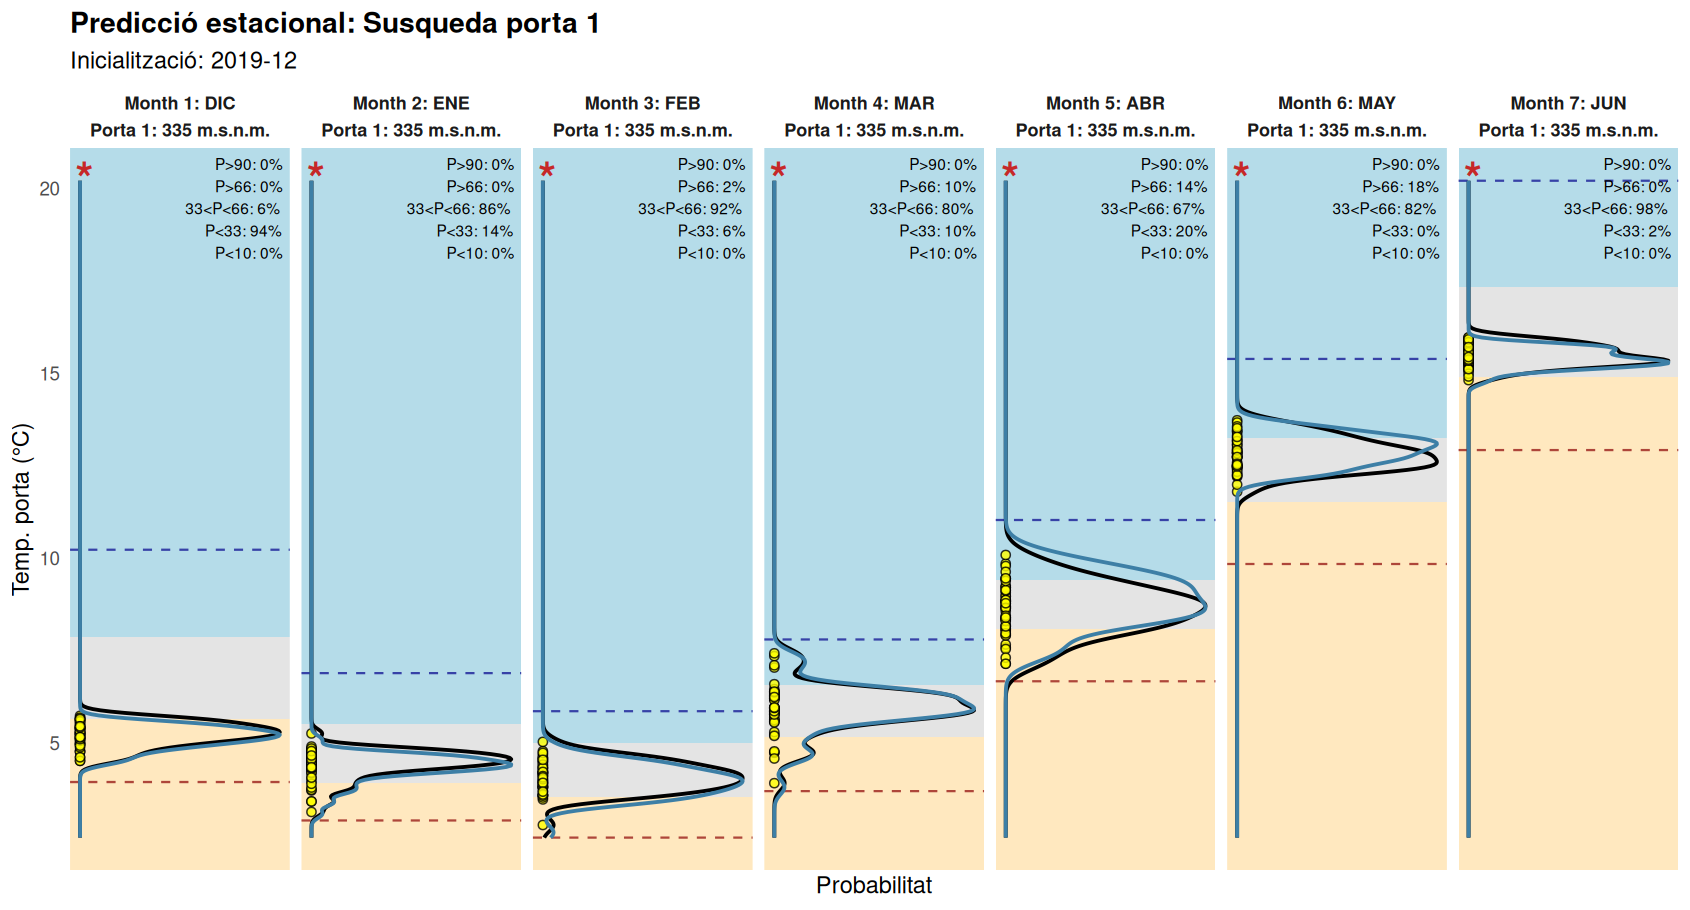 Predicció estacional: Susqueda porta 1
Inicialització: 2019-12
Month 1: DIC
Porta 1: 335 m.s.n.m.
Month 2: ENE
Porta 1: 335 m.s.n.m.
Month 3: FEB
Porta 1: 335 m.s.n.m.
Month 4: MAR
Porta 1: 335 m.s.n.m.
Month 5: ABR
Porta 1: 335 m.s.n.m.
Month 6: MAY
Porta 1: 335 m.s.n.m.
Month 7: JUN
Porta 1: 335 m.s.n.m.
*
P>90: 0%
P>66: 0%
33<P<66: 6%
P<33: 94%
P<10: 0%
*
P>90: 0%
P>66: 0%
33<P<66: 86%
P<33: 14%
P<10: 0%
*
P>90: 0%
P>66: 2%
33<P<66: 92%
P<33: 6%
P<10: 0%
*
P>90: 0%
P>66: 10%
33<P<66: 80%
P<33: 10%
P<10: 0%
*
P>90: 0%
P>66: 14%
33<P<66: 67%
P<33: 20%
P<10: 0%
*
P>90: 0%
P>66: 18%
33<P<66: 82%
P<33: 0%
P<10: 0%
*
P>90: 0%
P>66: 0%
33<P<66: 98%
P<33: 2%
P<10: 0%
20
15
10
5
Temp. porta (°C)
Probabilitat